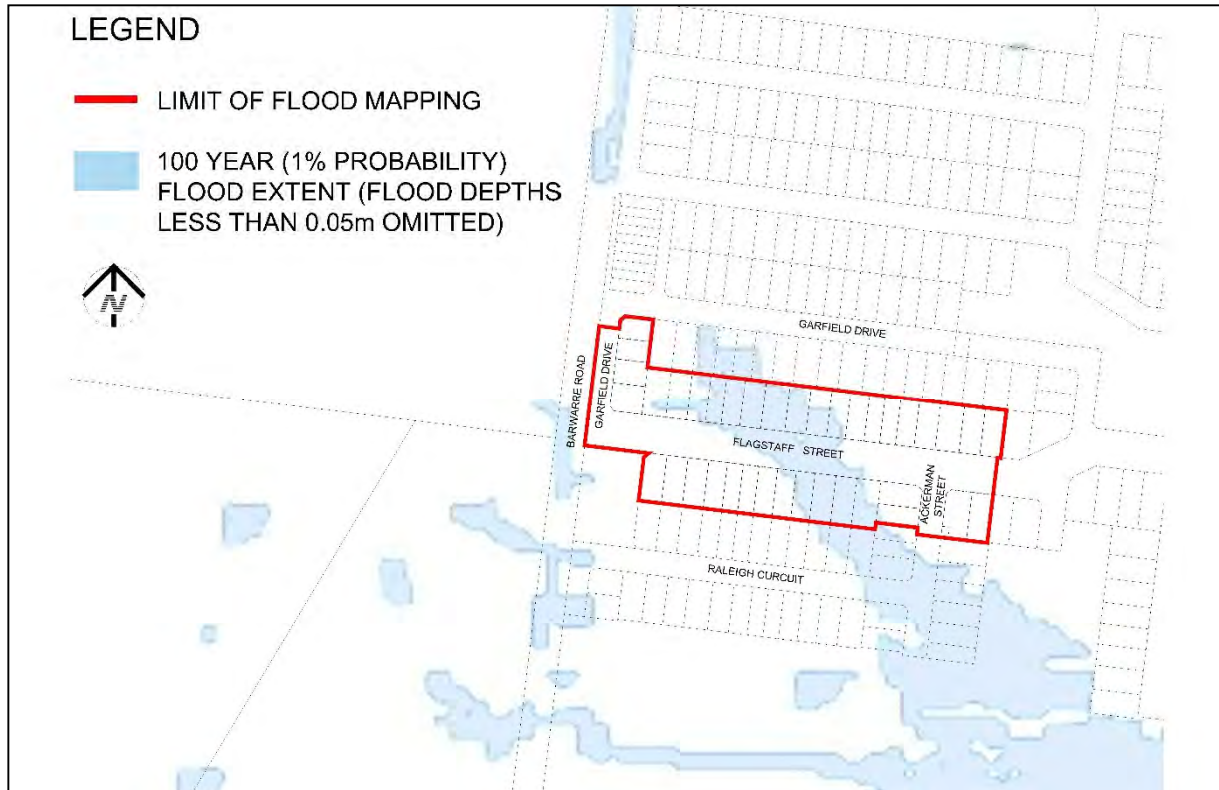 LEGEND
LIMIT OF FLOOD MAPPING
100 YEAR (1% PROBABILITY)
FLOOD EXTENT (FLOOD DEPTHS
LESS THAN 0.05m OMITTED)
N
GARFIELD DRIVE
BARWARRE ROAD
GARFIELD DRIVE
FLAGSTAFF STREET
ACKERMAN
STREET
RALEIGH CURCUIT